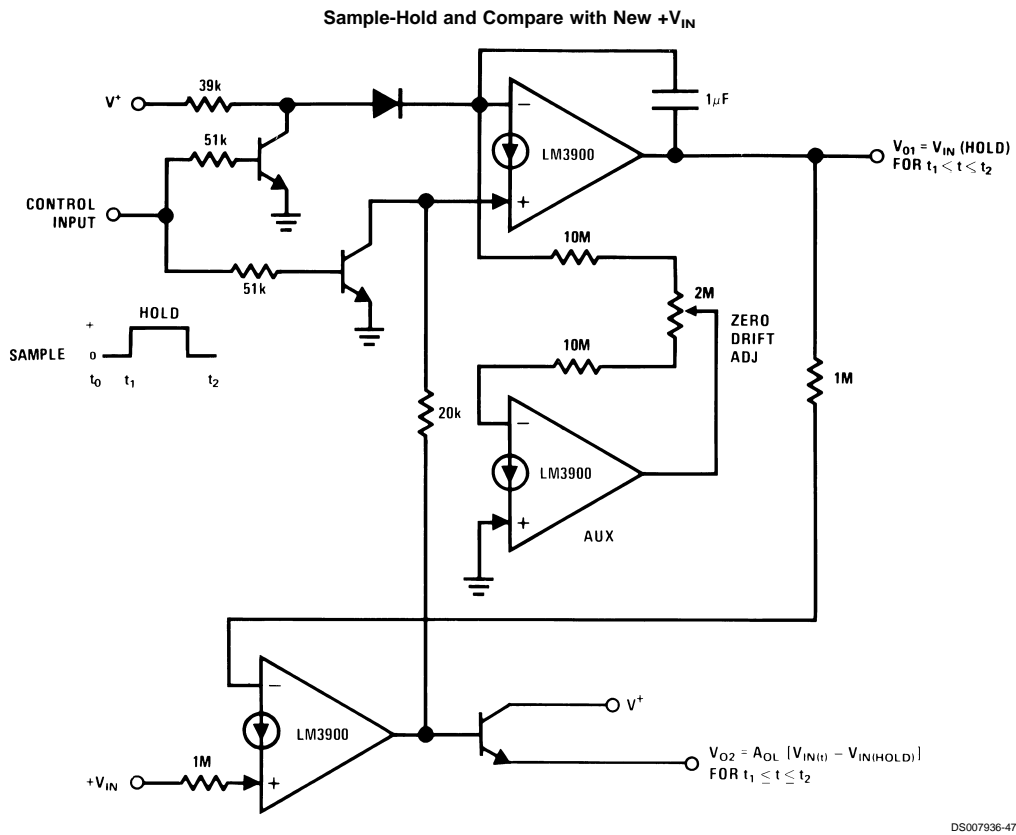 Sample-Hold and Compare with New +VIN
39k
V+
1μF
51k
LM3900
VO1 = VIN (HOLD)
FOR t1 < t < t2
CONTROL
INPUT
10M
51k
2M
ZERO
DRIFT
ADJ
HOLD
+
SAMPLE 0
t0 t1 t2
10M
1M
20k
LM3900
AUX
LM3900
V+
VO2 = AOL [VIN(t) − VIN(HOLD)]
FOR t1 ≤ t ≤ t2
1M
+VIN
DS007936-47